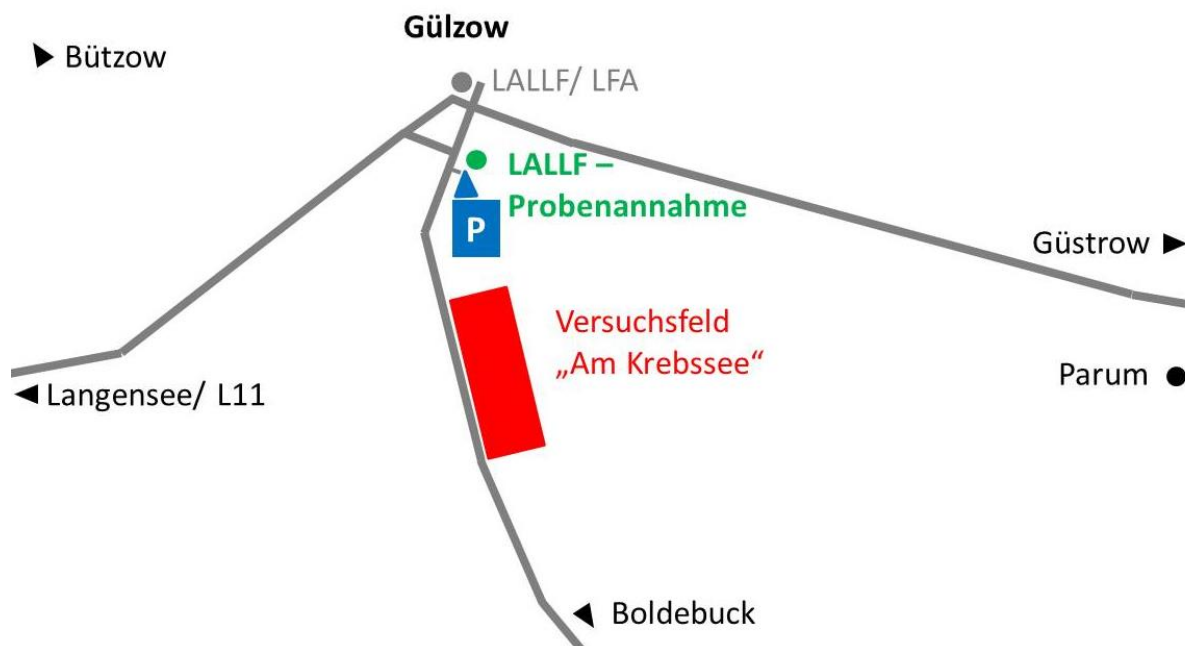 Gülzow
Bützow
LALLF/ LFA
LALLF –
Probenannahme
P
Güstrow
Versuchsfeld
„Am Krebssee“
Parum
Langensee/ L11
Boldebuck